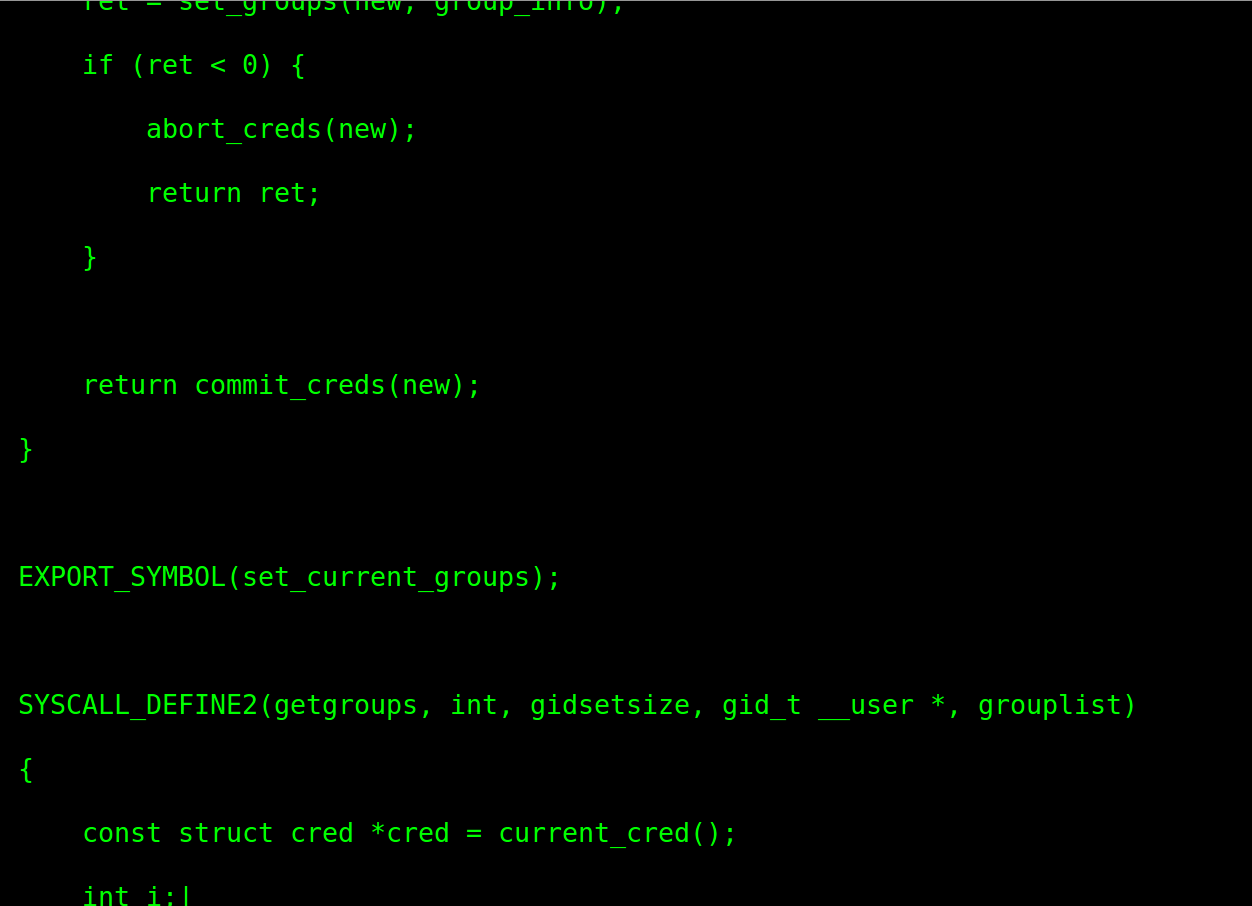 ret = set_groups(new, group_info);
    if (ret < 0) {
        abort_creds(new);
        return ret;
    }
    return commit_creds(new);
}
EXPORT_SYMBOL(set_current_groups);
SYSCALL_DEFINE2(getgroups, int, gidsetsize, gid_t __user *, grouplist)
{
    const struct cred *cred = current_cred();
    int i;|